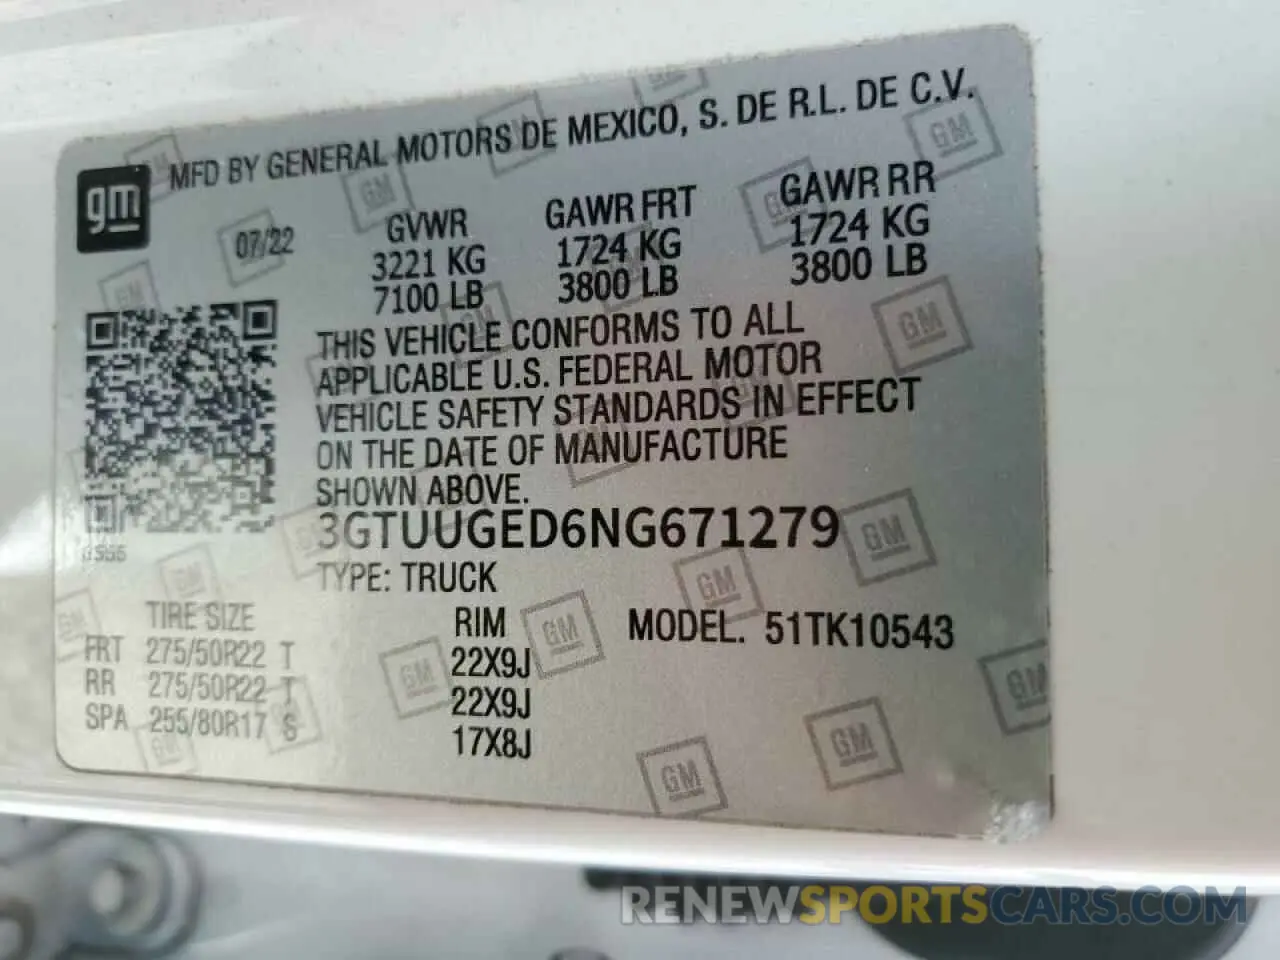 MFD BY GENERAL MOTORS DE MEXICO, S. DE R.L. DE C.V.
gm
07/22
GVWR GAWR FRT GAWR RR
3221 KG 1724 KG 1724 KG
7100 LB 3800 LB 3800 LB
THIS VEHICLE CONFORMS TO ALL
APPLICABLE U.S. FEDERAL MOTOR
VEHICLE SAFETY STANDARDS IN EFFECT
ON THE DATE OF MANUFACTURE
SHOWN ABOVE.
3GTUUGED6NG671279
TYPE: TRUCK
TIRE SIZE RIM MODEL. 51TK10543
FRT 275/50R22 T 22X9J
RR 275/50R22 T 22X9J
SPA 255/80R17 S 17X8J
RENEWSPORTSCARS.COM